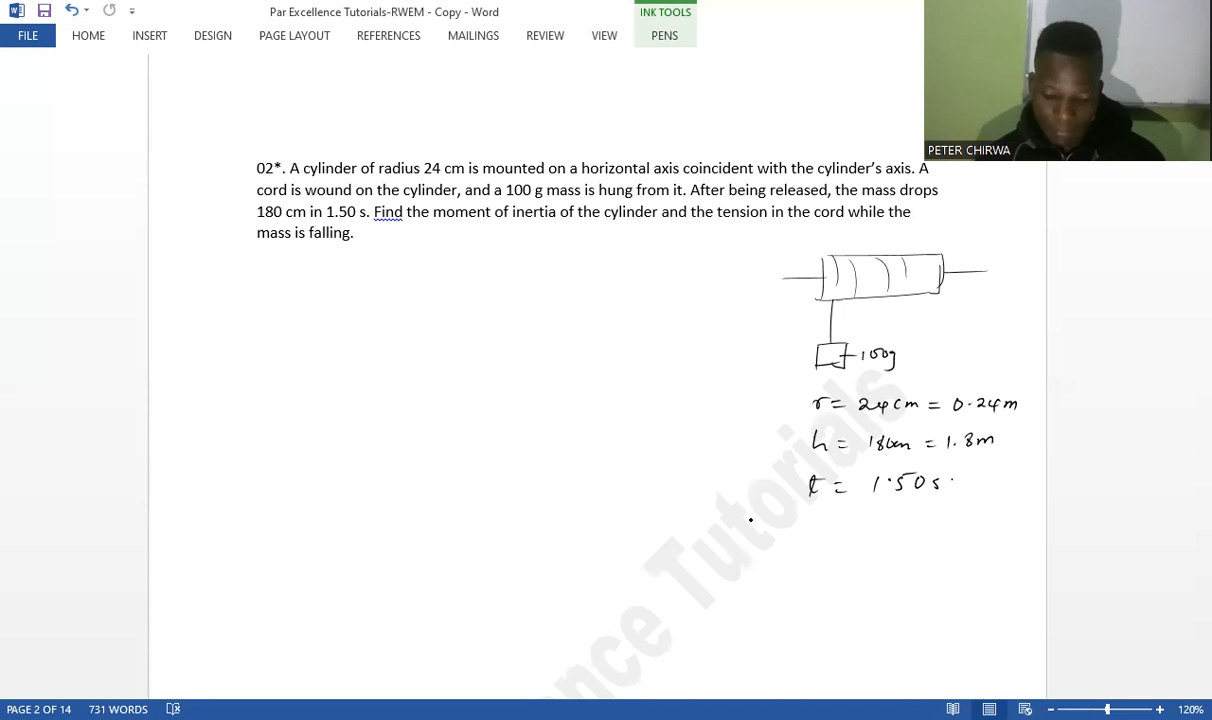 Par Excellence Tutorials-RWEM - Copy - Word
INK TOOLS
FILE HOME INSERT DESIGN PAGE LAYOUT REFERENCES MAILINGS REVIEW VIEW PENS
PETER CHIRWA
02*. A cylinder of radius 24 cm is mounted on a horizontal axis coincident with the cylinder's axis. A
cord is wound on the cylinder, and a 100 g mass is hung from it. After being released, the mass drops
180 cm in 1.50 s. Find the moment of inertia of the cylinder and the tension in the cord while the
mass is falling.
100g
r = 24cm = 0.24m
h = 180cm = 1.8m
t = 1.50s.
ence Tutorials
PAGE 2 OF 14 731 WORDS 120%